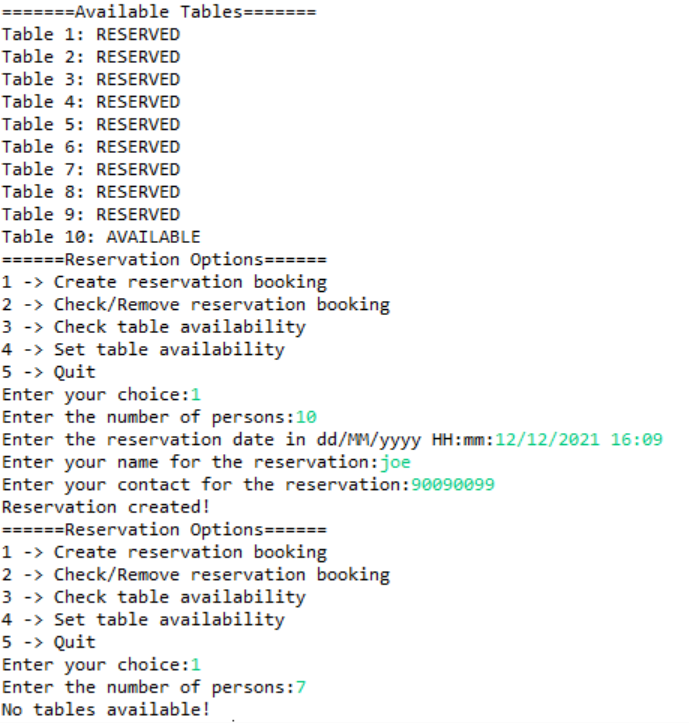 =======Available Tables=======
Table 1: RESERVED
Table 2: RESERVED
Table 3: RESERVED
Table 4: RESERVED
Table 5: RESERVED
Table 6: RESERVED
Table 7: RESERVED
Table 8: RESERVED
Table 9: RESERVED
Table 10: AVAILABLE
======Reservation Options======
1 -> Create reservation booking
2 -> Check/Remove reservation booking
3 -> Check table availability
4 -> Set table availability
5 -> Quit
Enter your choice:1
Enter the number of persons:10
Enter the reservation date in dd/MM/yyyy HH:mm:12/12/2021 16:09
Enter your name for the reservation:joe
Enter your contact for the reservation:90090099
Reservation created!
======Reservation Options======
1 -> Create reservation booking
2 -> Check/Remove reservation booking
3 -> Check table availability
4 -> Set table availability
5 -> Quit
Enter your choice:1
Enter the number of persons:7
No tables available!